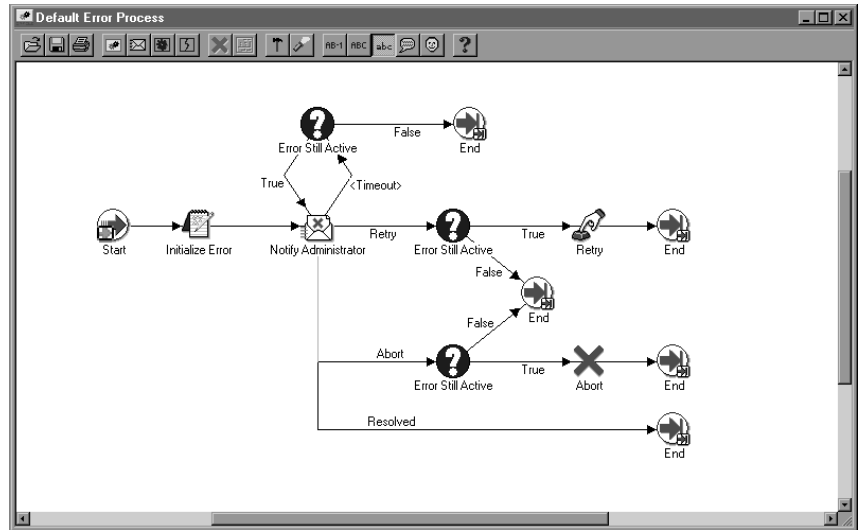 Default Error Process
AB-1 ABC abc
Error Still Active
False
End
True
<Timeout>
Start
Initialize Error
Notify Administrator
Retry
Error Still Active
True
Retry
End
False
End
False
Abort
Error Still Active
True
Abort
End
Resolved
End